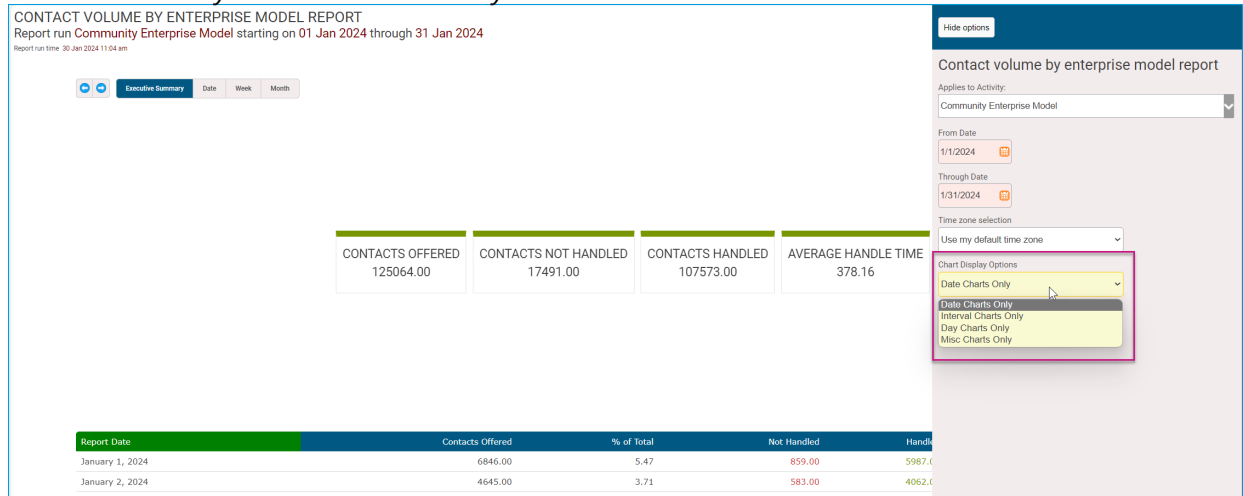 CONTACT VOLUME BY ENTERPRISE MODEL REPORT
Report run Community Enterprise Model starting on 01 Jan 2024 through 31 Jan 2024
Report run time 30 Jan 2024 11:04 am
Executive Summary Date Week Month
CONTACTS OFFERED
125064.00
CONTACTS NOT HANDLED
17491.00
CONTACTS HANDLED
107573.00
AVERAGE HANDLE TIME
378.16
Report Date Contacts Offered % of Total Not Handled Handle
January 1, 2024 6846.00 5.47 859.00 5987.0
January 2, 2024 4645.00 3.71 583.00 4062.0
Hide options
Contact volume by enterprise model report
Applies to Activity:
Community Enterprise Model
From Date
1/1/2024
Through Date
1/31/2024
Time zone selection
Use my default time zone
Chart Display Options
Date Charts Only
Date Charts Only
Interval Charts Only
Day Charts Only
Misc Charts Only